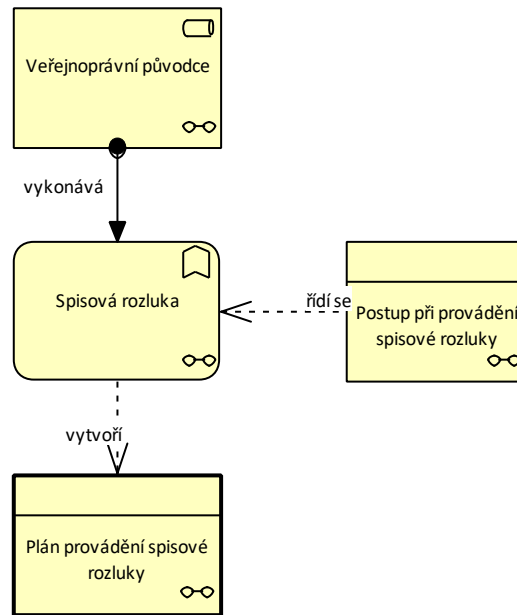 Veřejnoprávní původce
vykonává
Spisová rozluka
řídí se
Postup při provádění
spisové rozluky
vytvoří
Plán provádění spisové
rozluky